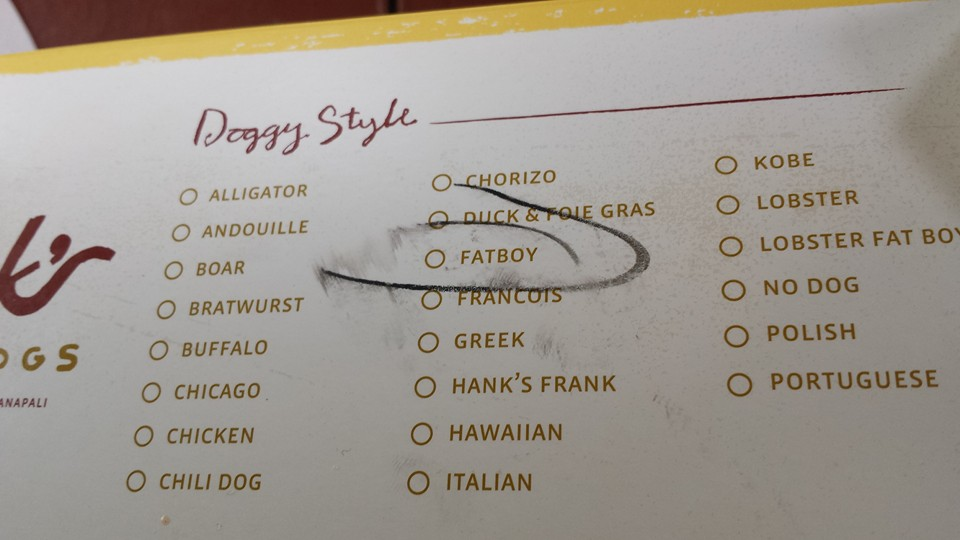 Doggy Style
ALLIGATOR
ANDOUILLE
BOAR
BRATWURST
BUFFALO
CHICAGO
CHICKEN
CHILI DOG
CHORIZO
DUCK & FOIE GRAS
FATBOY
FRANCOIS
GREEK
HANK'S FRANK
HAWAIIAN
ITALIAN
KOBE
LOBSTER
LOBSTER FAT BOY
NO DOG
POLISH
PORTUGUESE